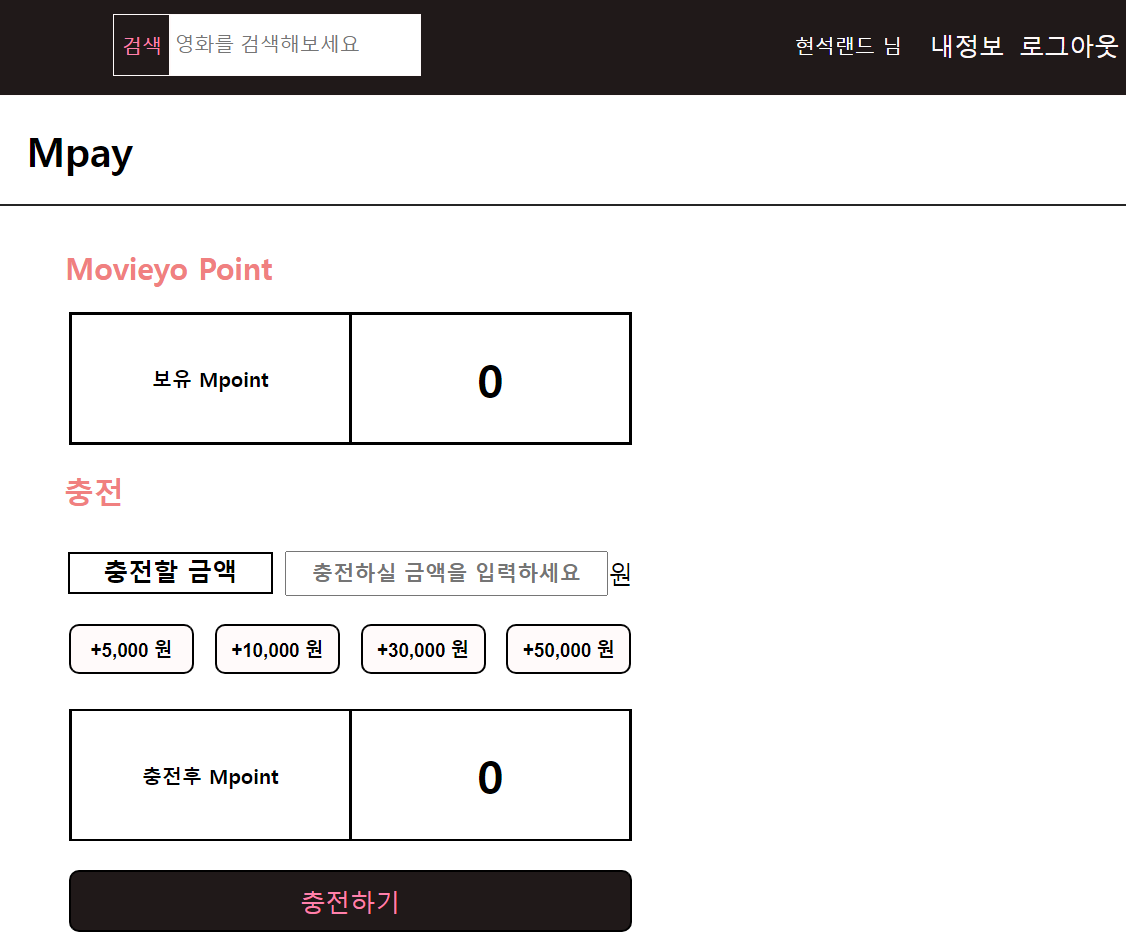 검색 영화를 검색해보세요 현석랜드 님 내정보 로그아웃
Mpay
Movieyo Point
보유 Mpoint 0
충전
충전할 금액 충전하실 금액을 입력하세요 원
+5,000 원 +10,000 원 +30,000 원 +50,000 원
충전후 Mpoint 0
충전하기